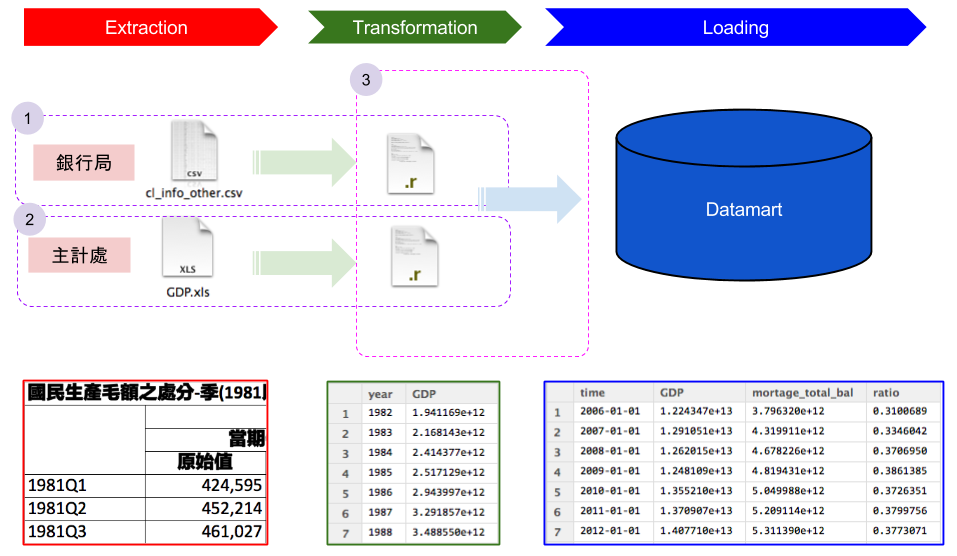 Extraction
Transformation
Loading
3
1
銀行局
CSV
cl_info_other.csv
.r
2
主計處
XLS
GDP.xls
.r
Datamart
國民生產毛額之處分-季(1981
當期
原始值
1981Q1 424,595
1981Q2 452,214
1981Q3 461,027
year GDP
1 1982 1.941169e+12
2 1983 2.168143e+12
3 1984 2.414377e+12
4 1985 2.517129e+12
5 1986 2.943997e+12
6 1987 3.291857e+12
7 1988 3.488550e+12
time GDP mortage_total_bal ratio
1 2006-01-01 1.224347e+13 3.796320e+12 0.3100689
2 2007-01-01 1.291051e+13 4.319911e+12 0.3346042
3 2008-01-01 1.262015e+13 4.678226e+12 0.3706950
4 2009-01-01 1.248109e+13 4.819431e+12 0.3861385
5 2010-01-01 1.355210e+13 5.049988e+12 0.3726351
6 2011-01-01 1.370907e+13 5.209114e+12 0.3799756
7 2012-01-01 1.407710e+13 5.311390e+12 0.3773071